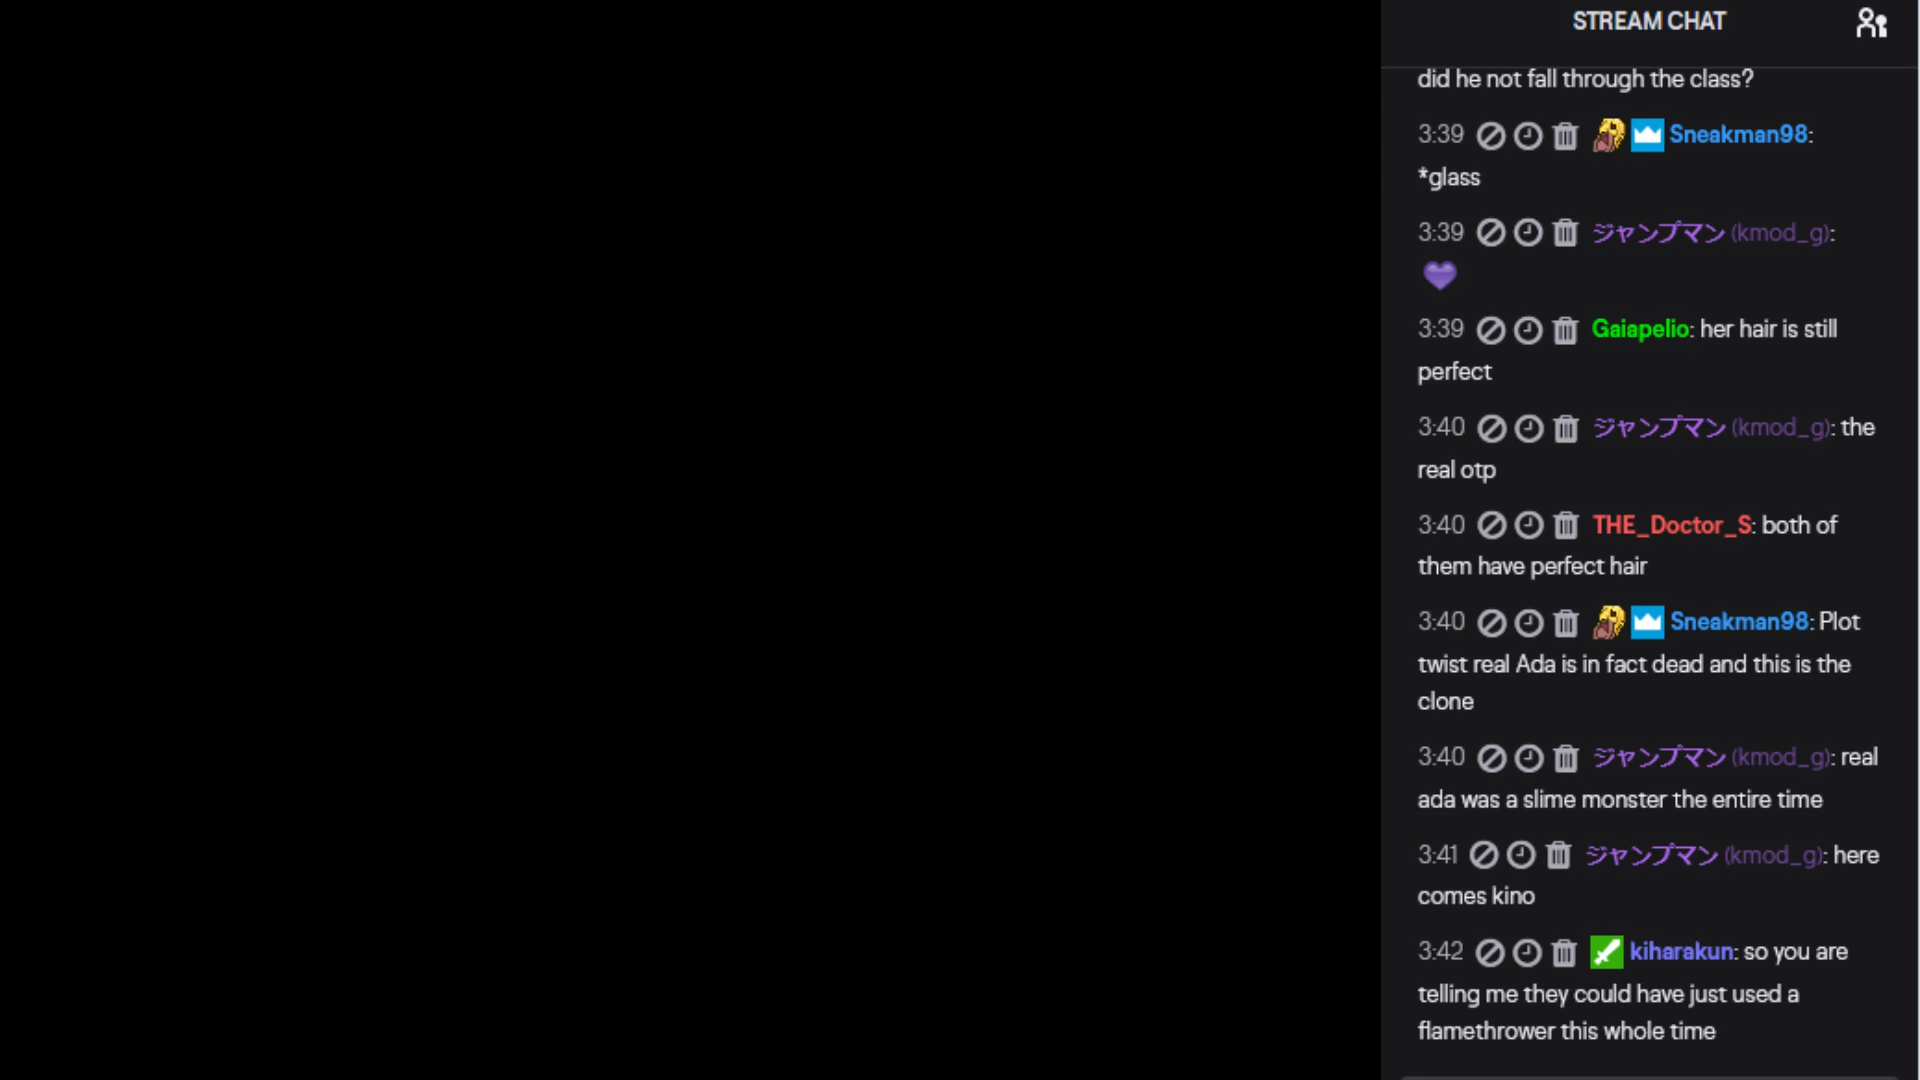 STREAM CHAT
did he not fall through the class?
3:39 Sneakman98:
*glass
3:39 ジャンプマン (kmod_g):
3:39 Gaiapelio: her hair is still
perfect
3:40 ジャンプマン (kmod_g): the
real otp
3:40 THE_Doctor_S: both of
them have perfect hair
3:40 Sneakman98: Plot
twist real Ada is in fact dead and this is the
clone
3:40 ジャンプマン (kmod_g): real
ada was a slime monster the entire time
3:41 ジャンプマン (kmod_g): here
comes kino
3:42 kiharakun: so you are
telling me they could have just used a
flamethrower this whole time